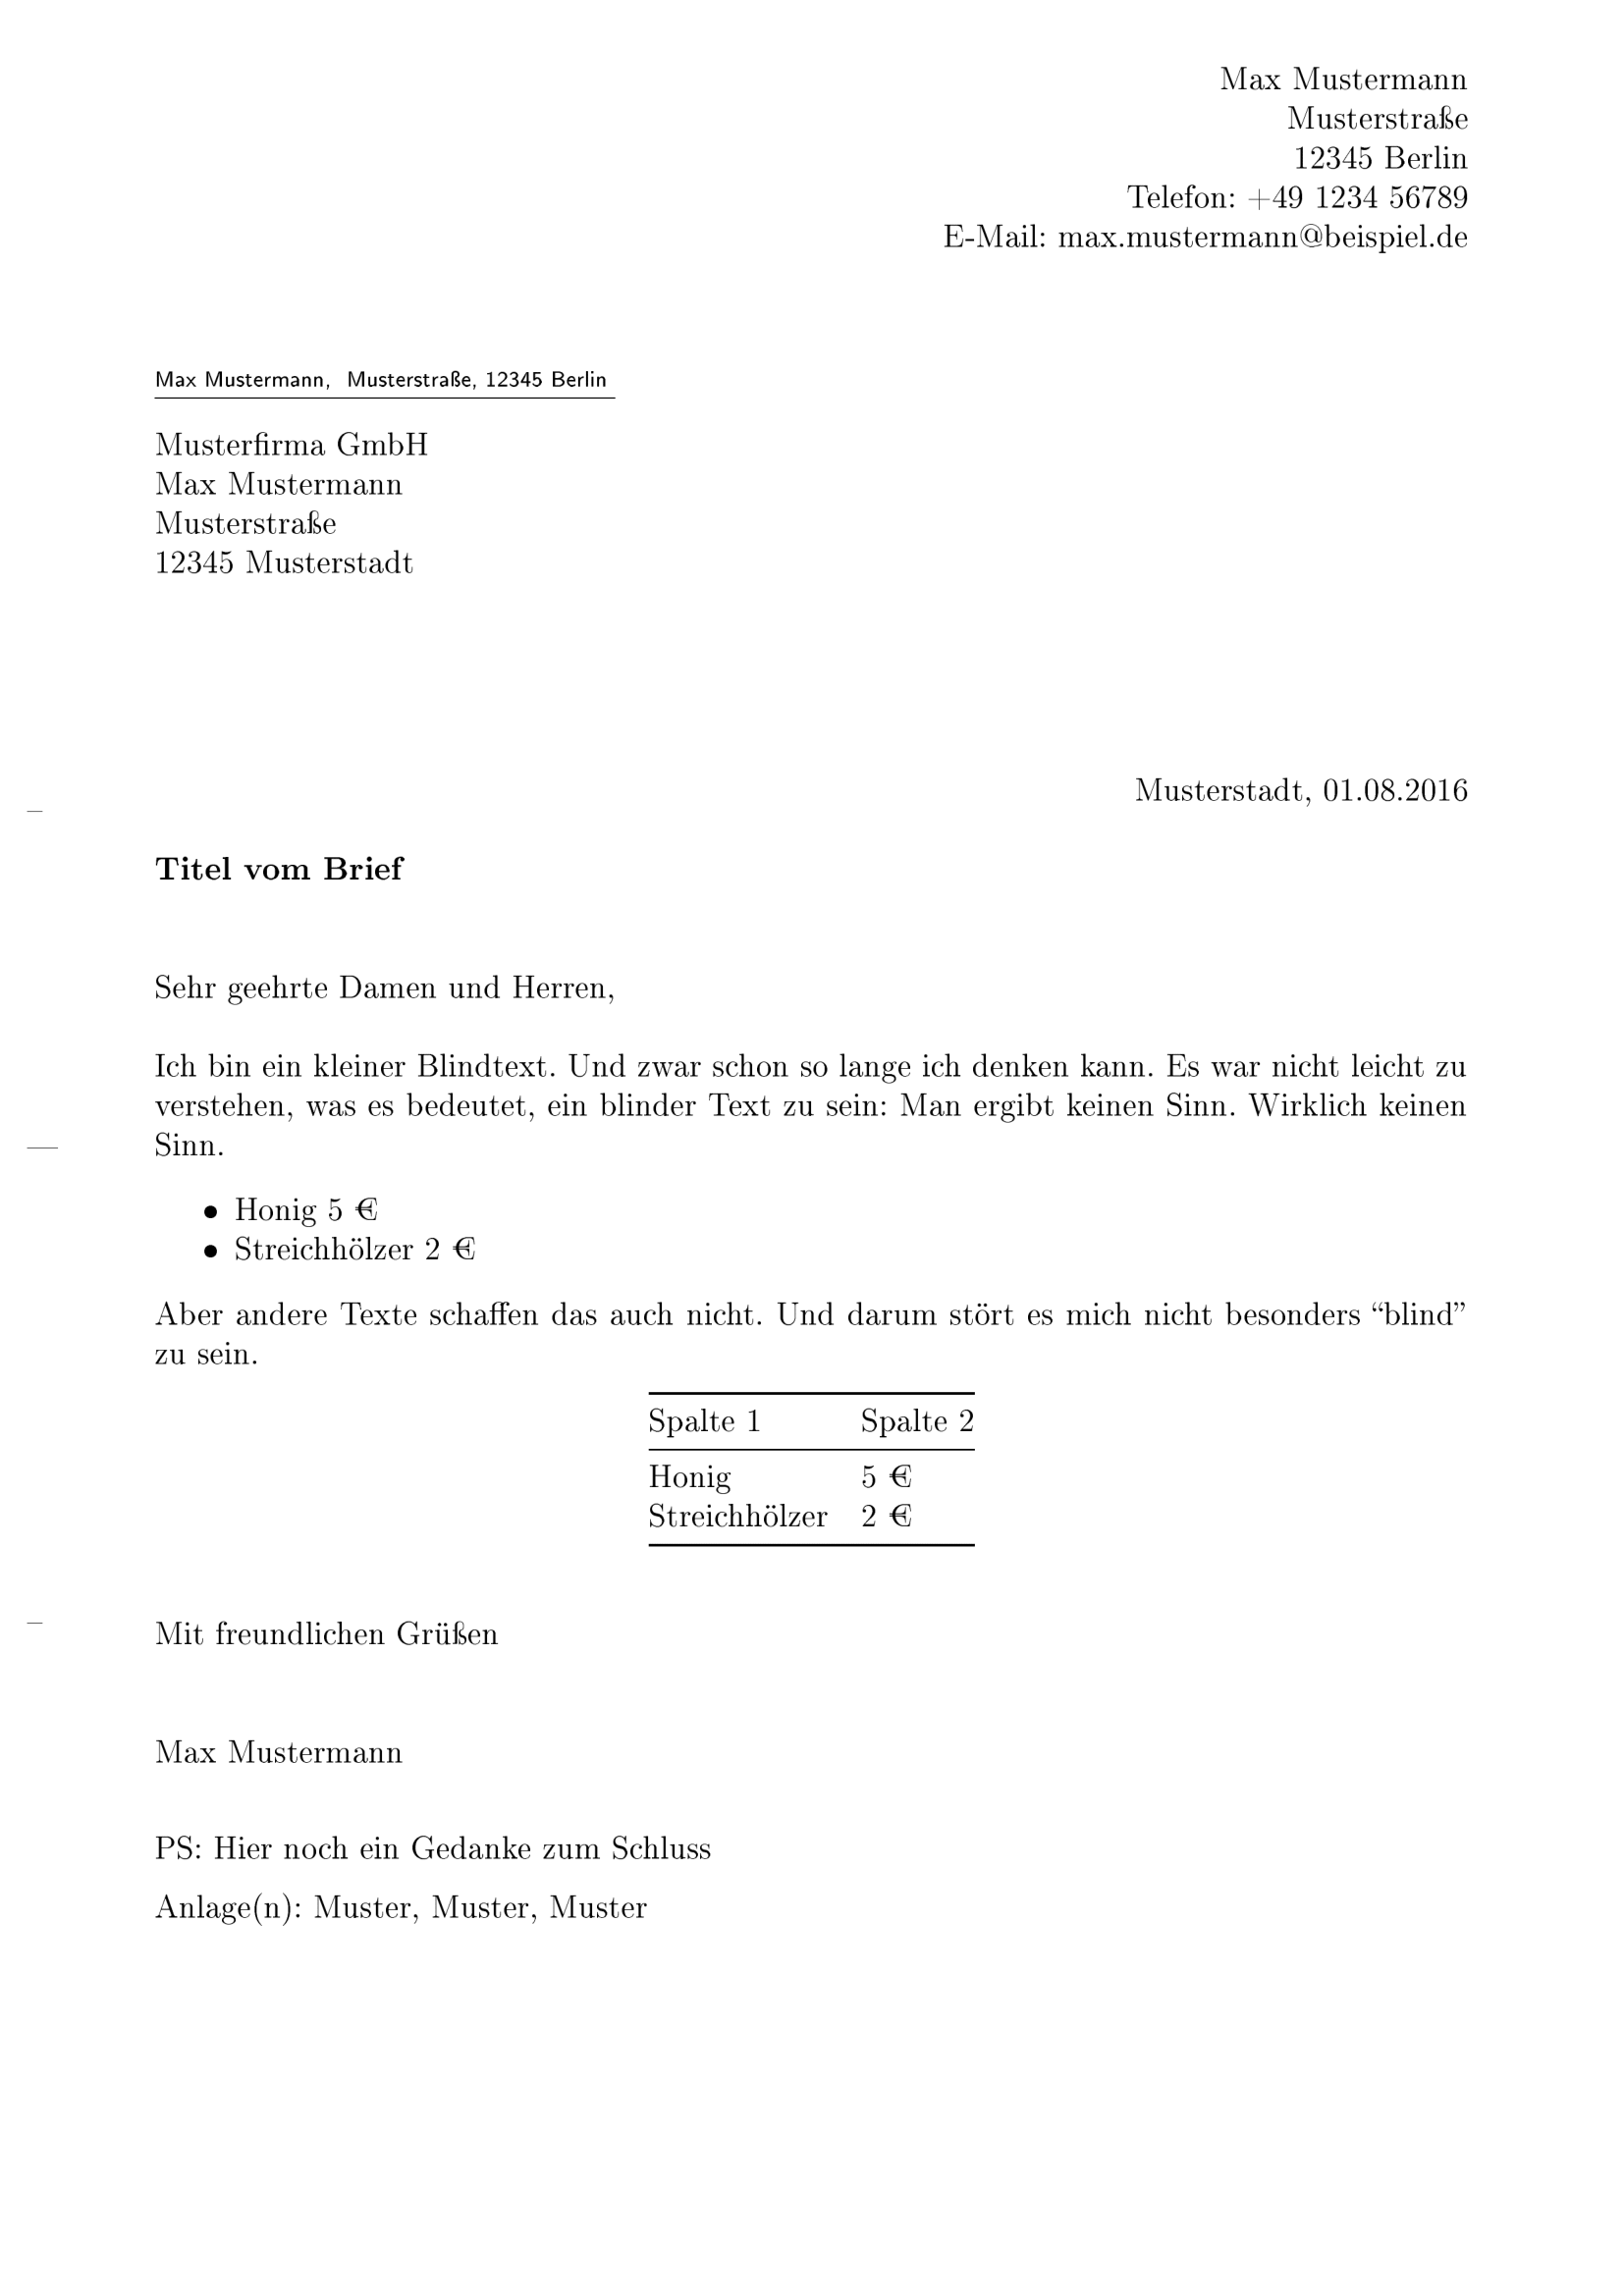 Max Mustermann
Musterstraße
12345 Berlin
Telefon: +49 1234 56789
E-Mail: max.mustermann@beispiel.de
Max Mustermann, Musterstraße, 12345 Berlin
Musterfirma GmbH
Max Mustermann
Musterstraße
12345 Musterstadt
Musterstadt, 01.08.2016
Titel vom Brief
Sehr geehrte Damen und Herren,
Ich bin ein kleiner Blindtext. Und zwar schon so lange ich denken kann. Es war nicht leicht zu
verstehen, was es bedeutet, ein blinder Text zu sein: Man ergibt keinen Sinn. Wirklich keinen
Sinn.
• Honig 5 €
• Streichhölzer 2 €
Aber andere Texte schaffen das auch nicht. Und darum stört es mich nicht besonders “blind”
zu sein.
Spalte 1 Spalte 2
Honig 5 €
Streichhölzer 2 €
Mit freundlichen Grüßen
Max Mustermann
PS: Hier noch ein Gedanke zum Schluss
Anlage(n): Muster, Muster, Muster